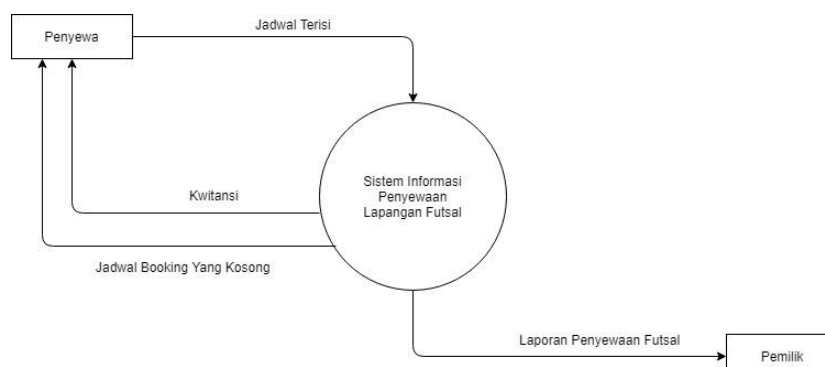 Jadwal Terisi
Penyewa
Sistem Informasi
Penyewaan
Lapangan Futsal
Kwitansi
Jadwal Booking Yang Kosong
Laporan Penyewaan Futsal
Pemilik